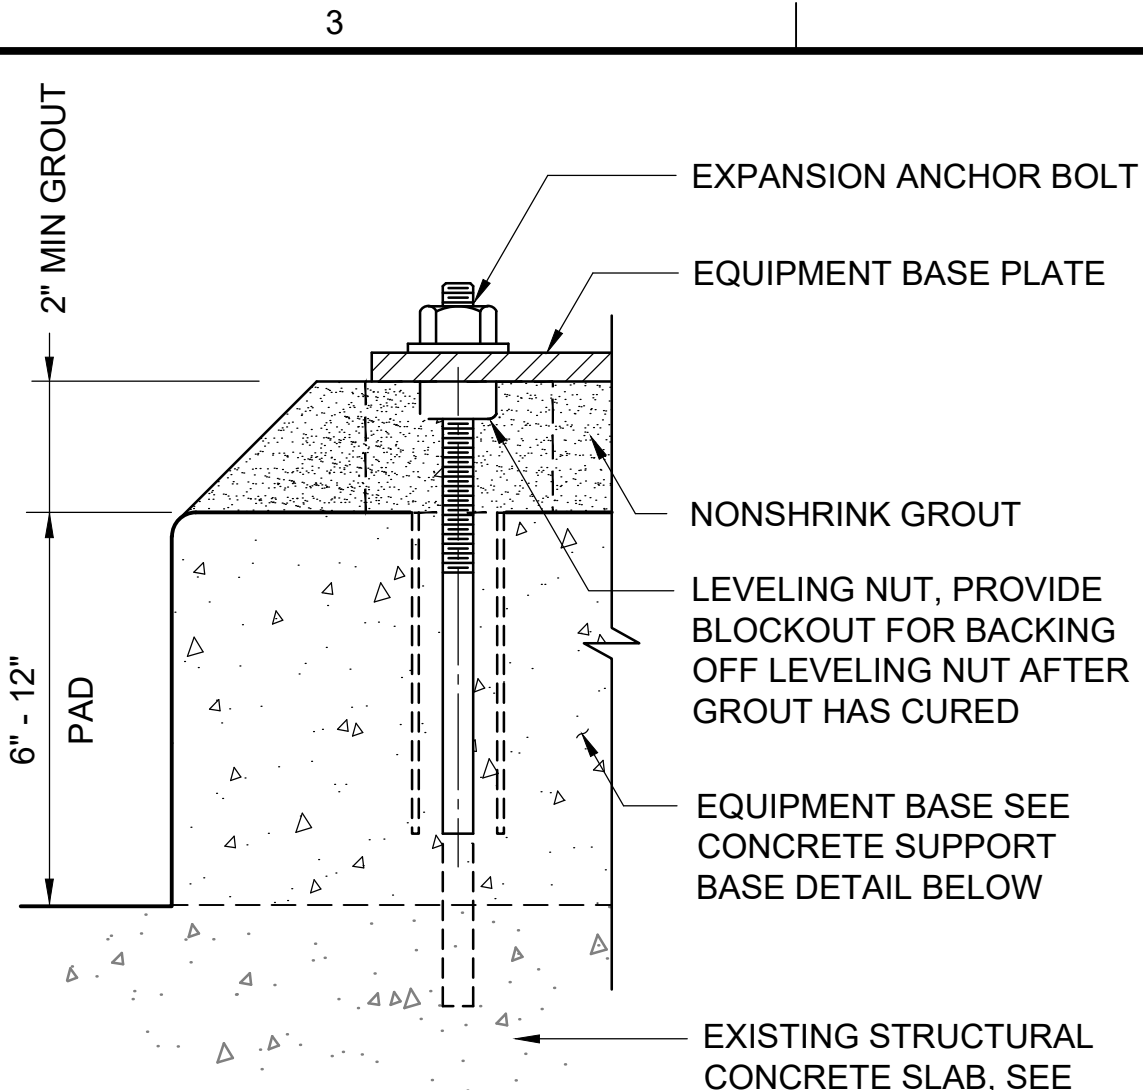 3
2" MIN GROUT
EXPANSION ANCHOR BOLT
EQUIPMENT BASE PLATE
NONSHRINK GROUT
LEVELING NUT, PROVIDE
BLOCKOUT FOR BACKING
OFF LEVELING NUT AFTER
GROUT HAS CURED
6" - 12"
PAD
EQUIPMENT BASE SEE
CONCRETE SUPPORT
BASE DETAIL BELOW
EXISTING STRUCTURAL
CONCRETE SLAB, SEE